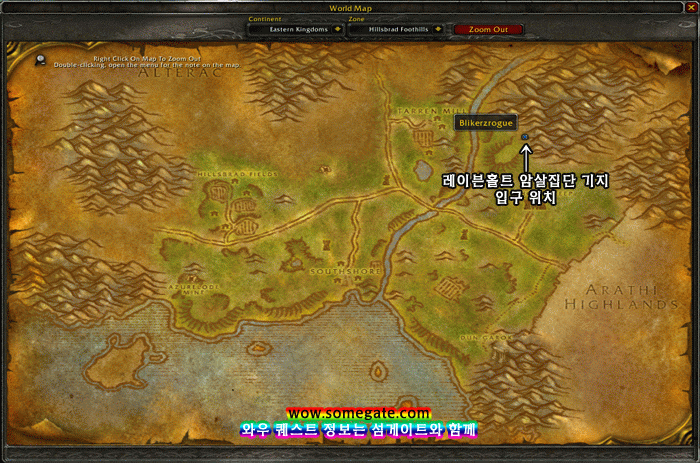 World Map
Continent
Zone
Eastern Kingdoms
Hillsbrad Foothills
Zoom Out
Right Click On Map To Zoom Out
Double-clicking, open the menu for the note on the map.
ALTERAC
TARREN MILL
Blikerzrogue
레이븐홀트 암살집단 기지
입구 위치
HILLSBRAD FIELDS
SOUTHSHORE
AZURELODE
MINE
ARATHI
HIGHLANDS
DUN GAROK
wow.somegate.com
와우 퀘스트 정보는 섬게이트와 함께